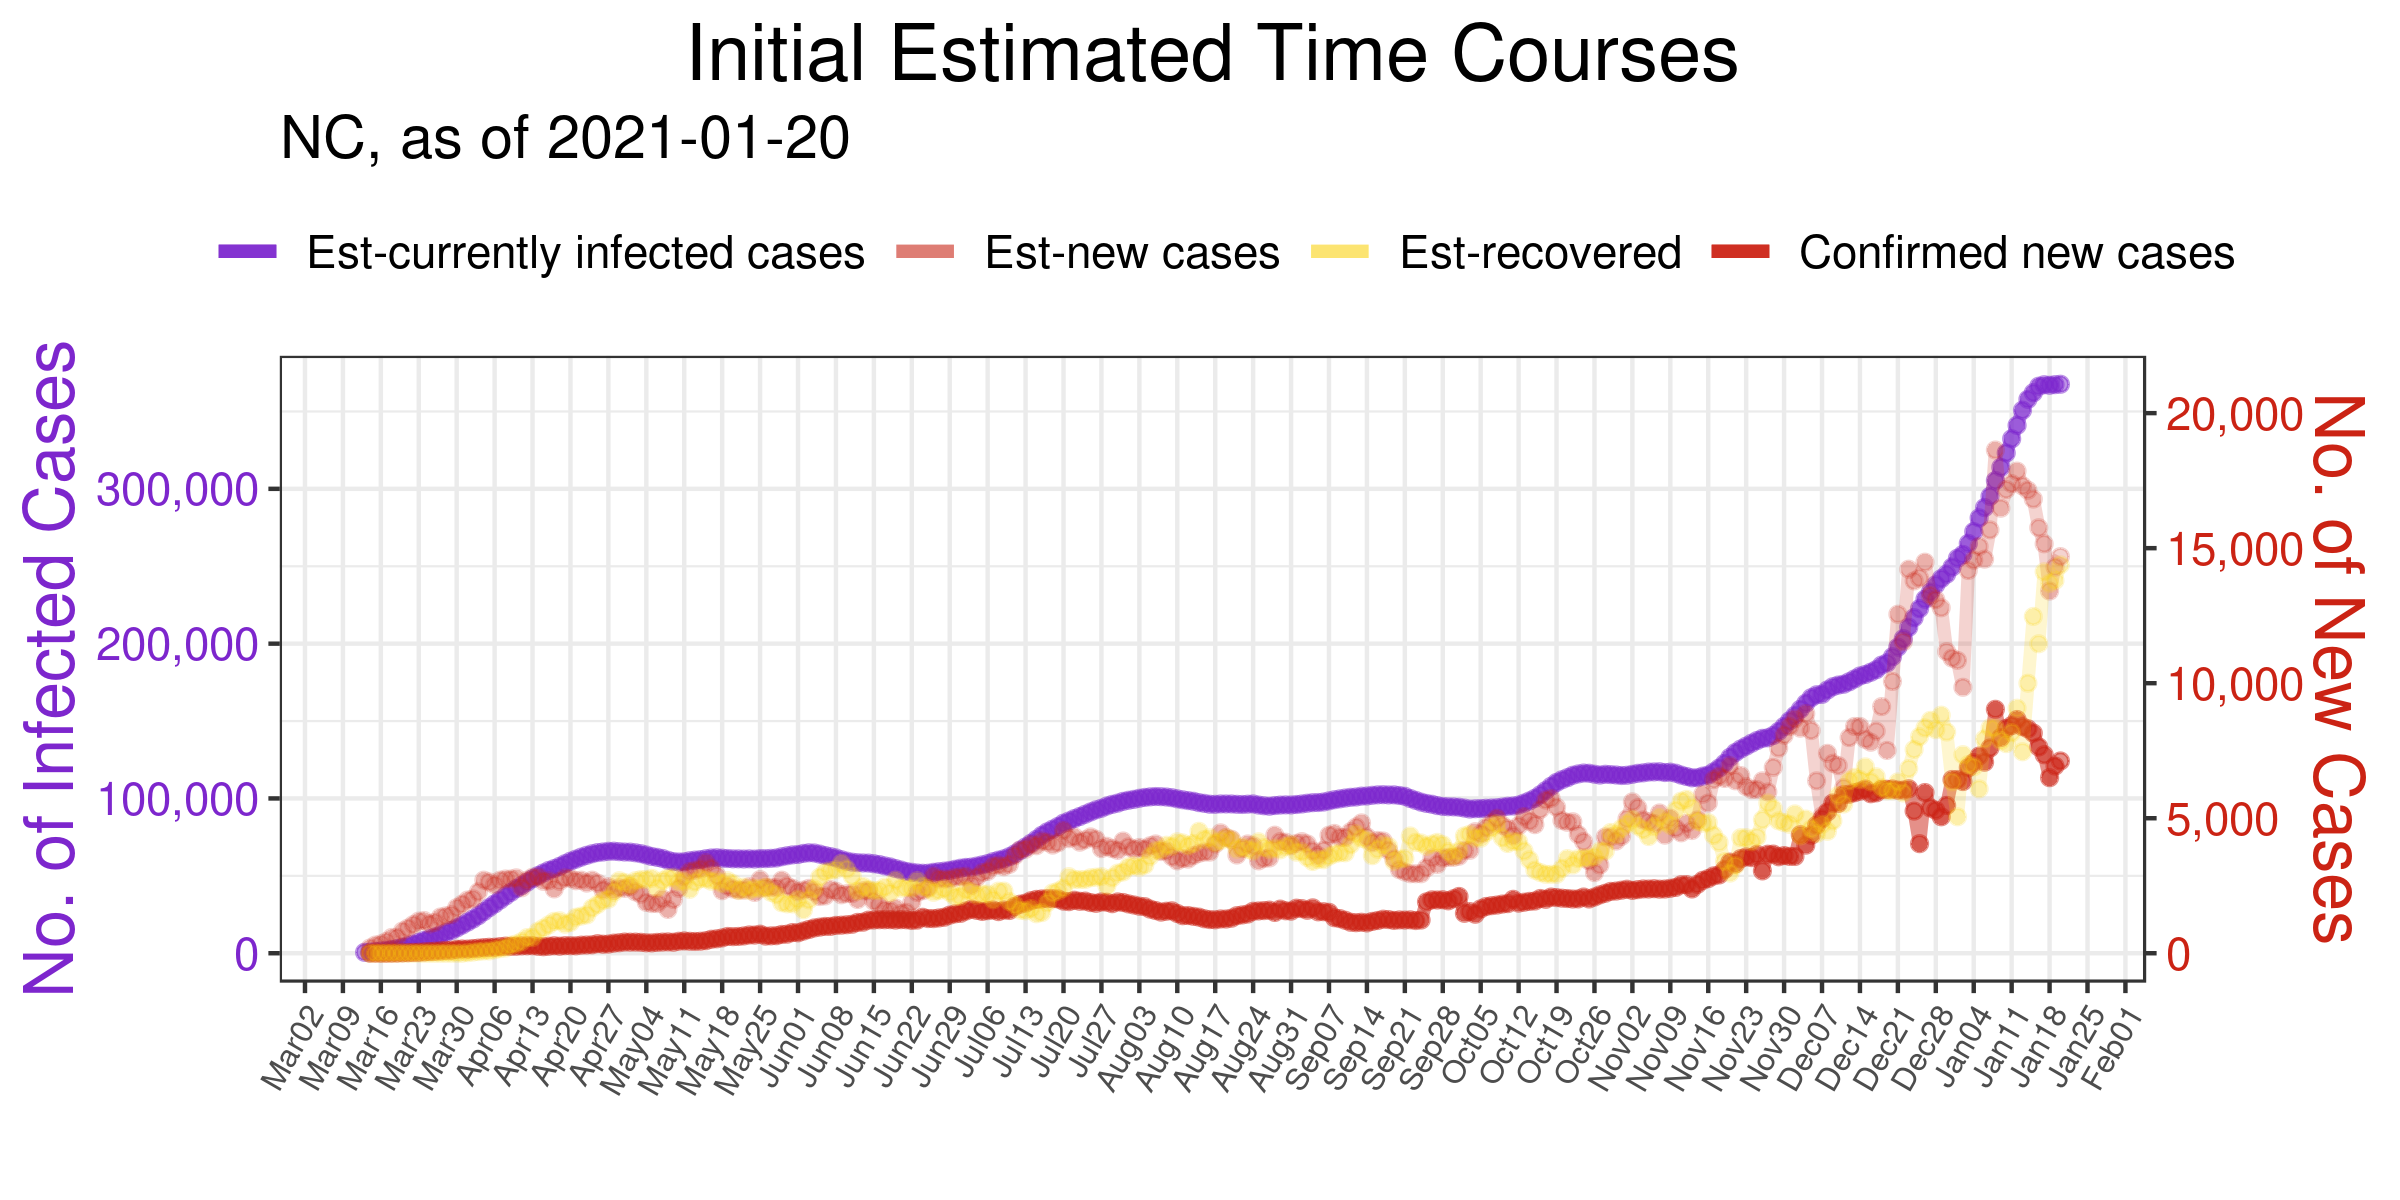 Initial Estimated Time Courses
NC, as of 2021-01-20
Est-currently infected cases Est-new cases Est-recovered Confirmed new cases
No. of Infected Cases
300,000
200,000
100,000
0
20,000
15,000
10,000
5,000
0
No. of New Cases
Mar02 Mar09 Mar16 Mar23 Mar30 Apr06 Apr13 Apr20 Apr27 May04 May11 May18 May25 Jun01 Jun08 Jun15 Jun22 Jun29 Jul06 Jul13 Jul20 Jul27 Aug03 Aug10 Aug17 Aug24 Aug31 Sep07 Sep14 Sep21 Sep28 Oct05 Oct12 Oct19 Oct26 Nov02 Nov09 Nov16 Nov23 Nov30 Dec07 Dec14 Dec21 Dec28 Jan04 Jan11 Jan18 Jan25 Feb01